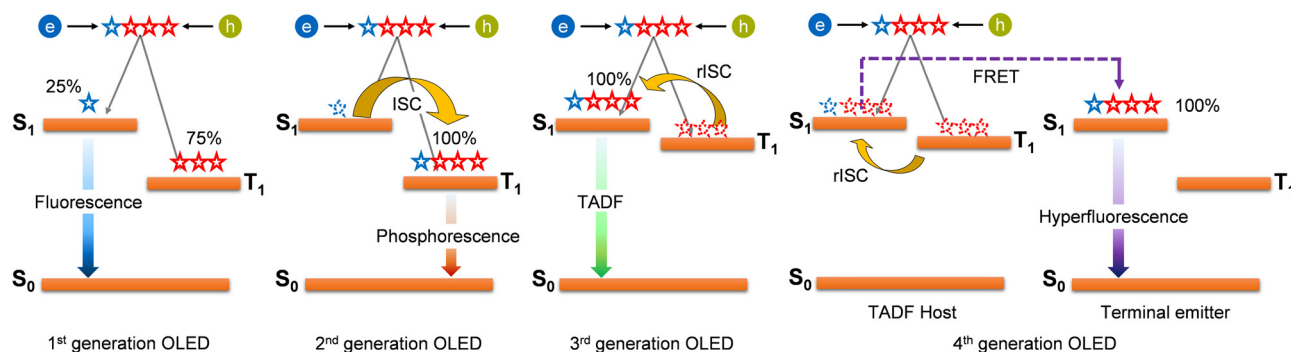 e
h
25%
S1
75%
T1
Fluorescence
S0
1st generation OLED
e
h
ISC
S1
100%
T1
Phosphorescence
S0
2nd generation OLED
e
h
100%
rISC
S1
T1
TADF
S0
3rd generation OLED
e
h
FRET
100%
S1
T1
rISC
S1
Hyperfluorescence
S0
S0
TADF Host
Terminal emitter
4th generation OLED